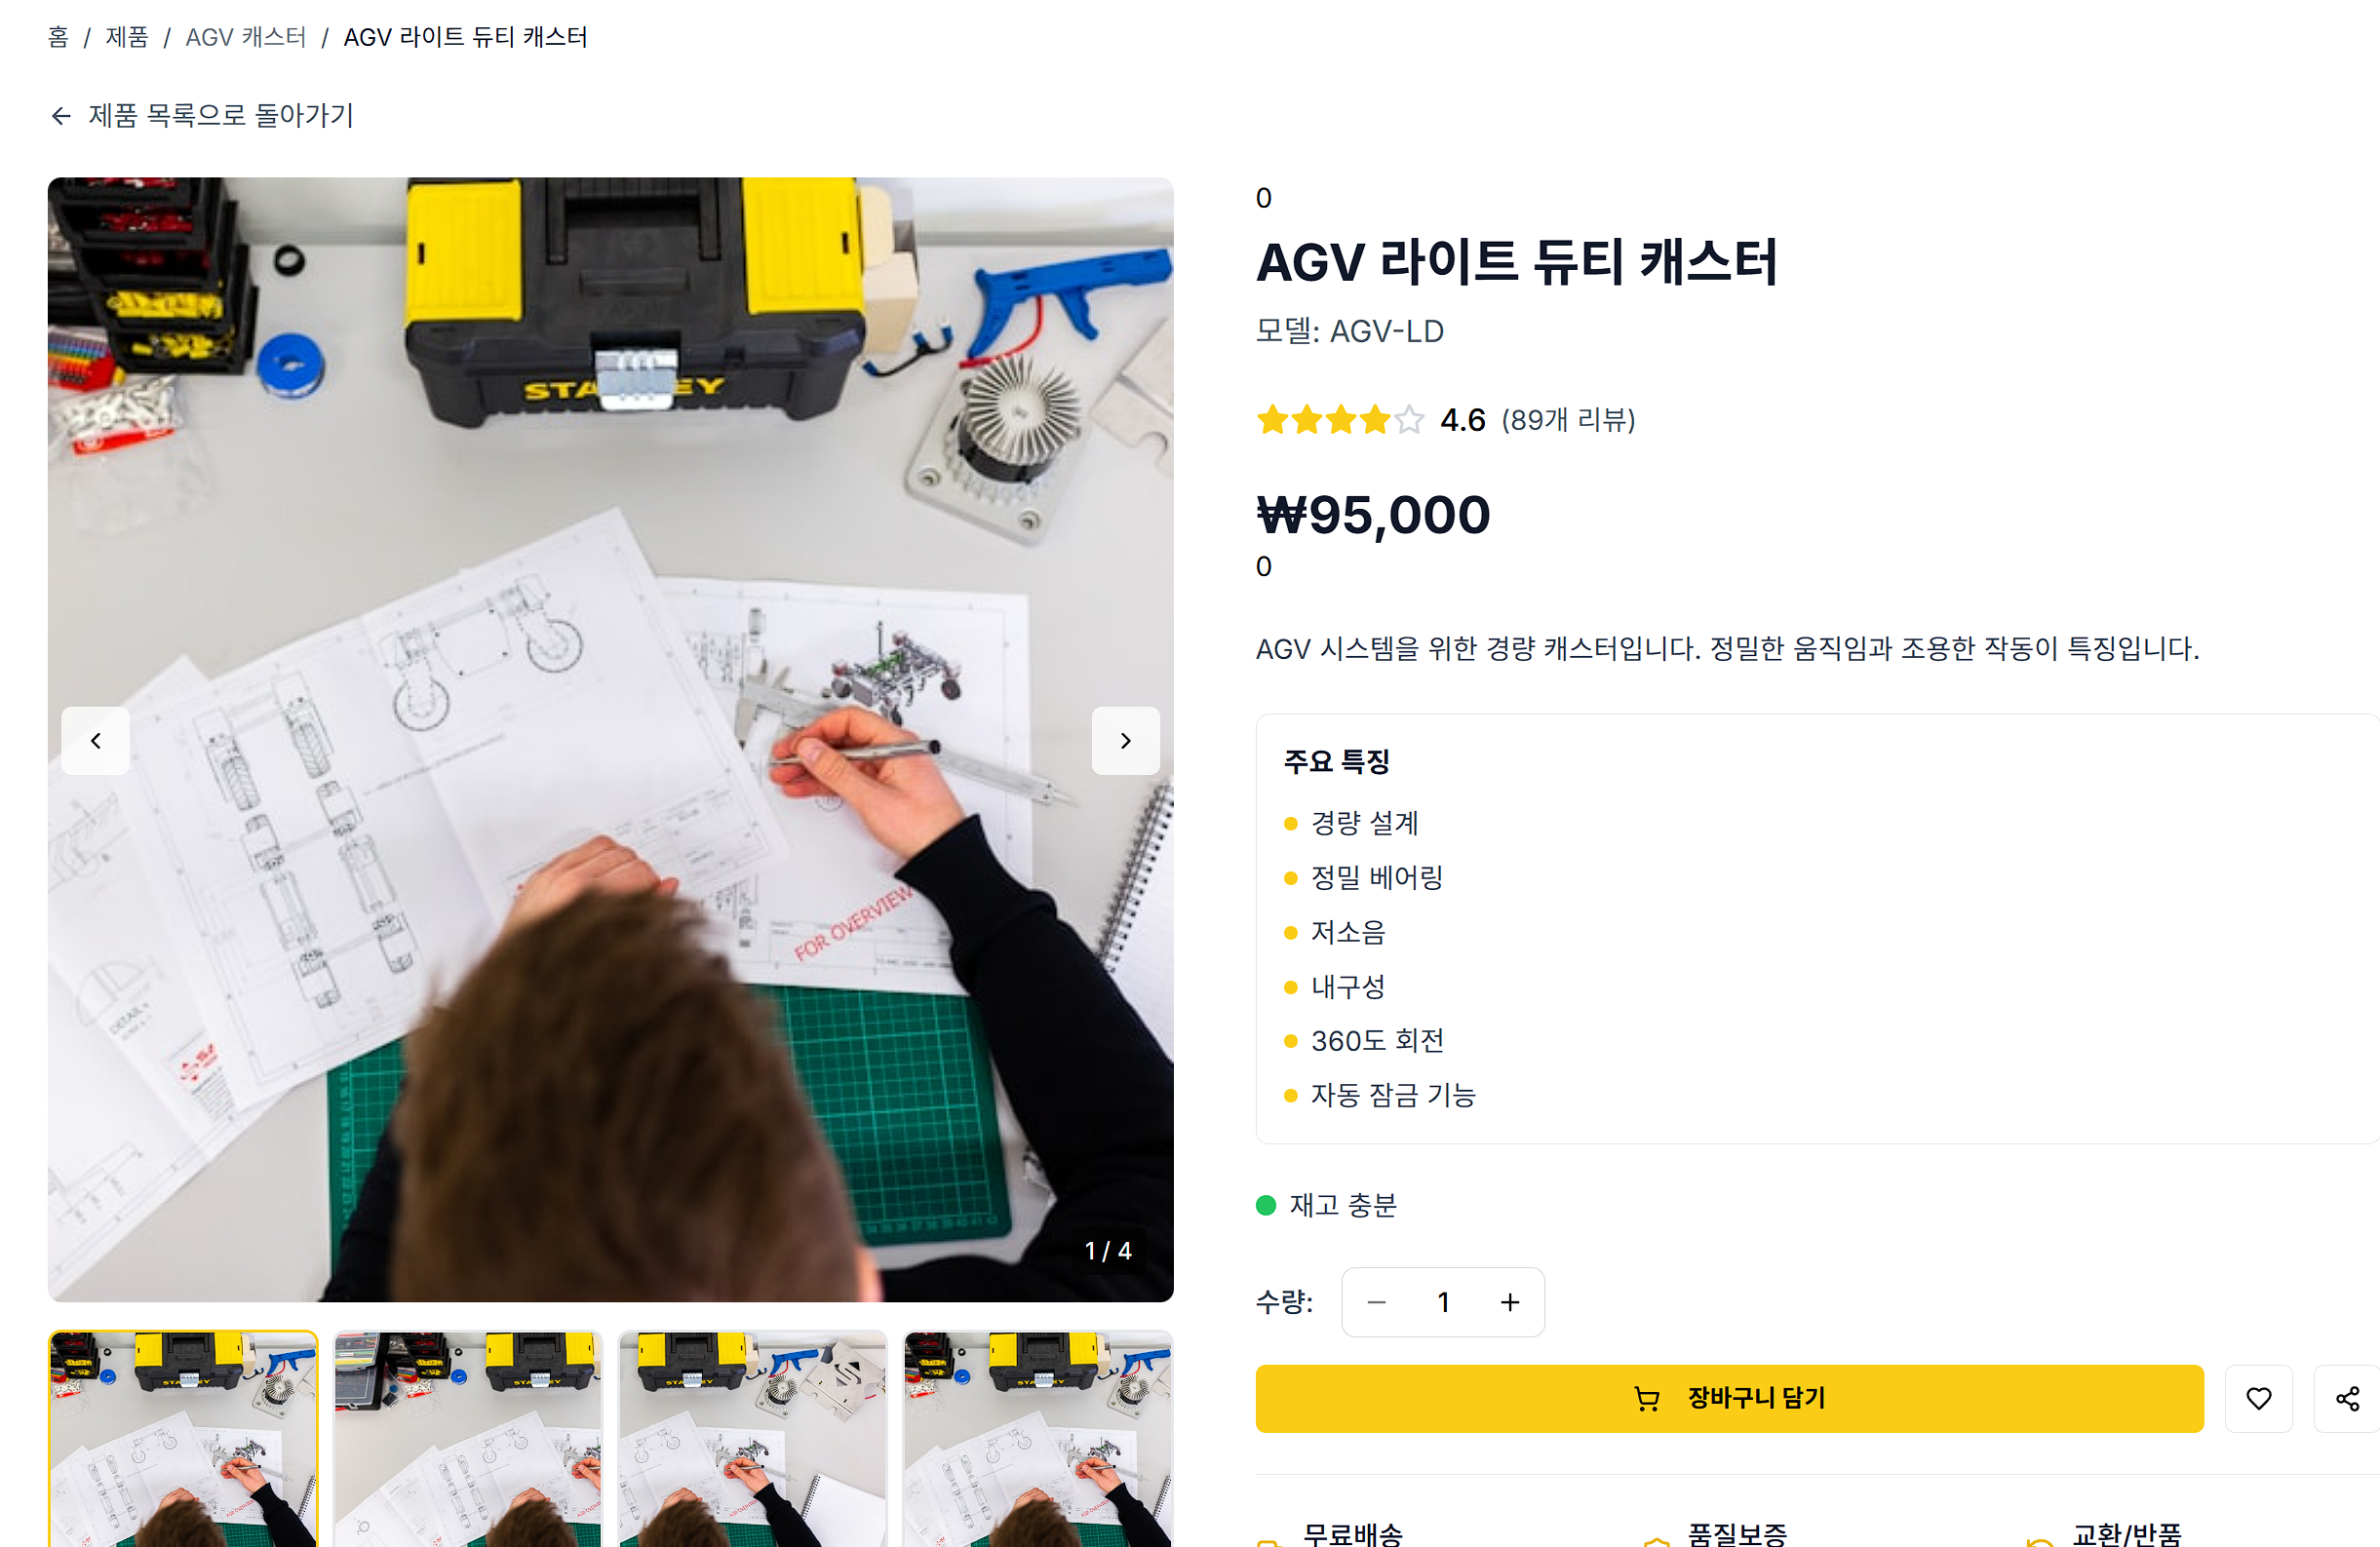 홈 / 제품 / AGV 캐스터 / AGV 라이트 듀티 캐스터
← 제품 목록으로 돌아가기
STA EY
FOR OVERVIEW
DETAIL
1 / 4
0
AGV 라이트 듀티 캐스터
모델: AGV-LD
4.6 (89개 리뷰)
₩95,000
0
AGV 시스템을 위한 경량 캐스터입니다. 정밀한 움직임과 조용한 작동이 특징입니다.
주요 특징
경량 설계
정밀 베어링
저소음
내구성
360도 회전
자동 잠금 기능
재고 충분
수량: − 1 +
장바구니 담기
무료배송
품질보증
교환/반품